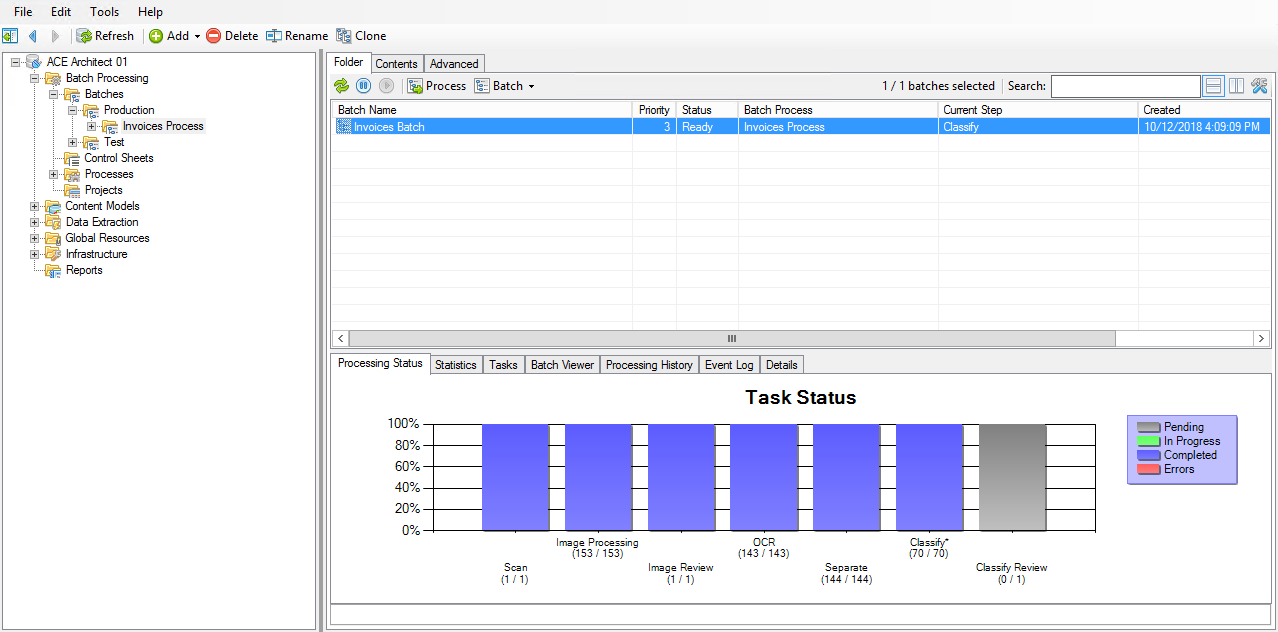 File Edit Tools Help
Refresh Add Delete Rename Clone
ACE Architect 01
Batch Processing
Batches
Production
Invoices Process
Test
Control Sheets
Processes
Projects
Content Models
Data Extraction
Global Resources
Infrastructure
Reports
Folder Contents Advanced
Process Batch 1 / 1 batches selected Search:
Batch Name Priority Status Batch Process Current Step Created
Invoices Batch 3 Ready Invoices Process Classify 10/12/2018 4:09:09 PM
Processing Status Statistics Tasks Batch Viewer Processing History Event Log Details
Task Status
100%
80%
60%
40%
20%
0%
Scan
(1 / 1)
Image Processing
(153 / 153)
Image Review
(1 / 1)
OCR
(143 / 143)
Separate
(144 / 144)
Classify*
(70 / 70)
Classify Review
(0 / 1)
Pending
In Progress
Completed
Errors